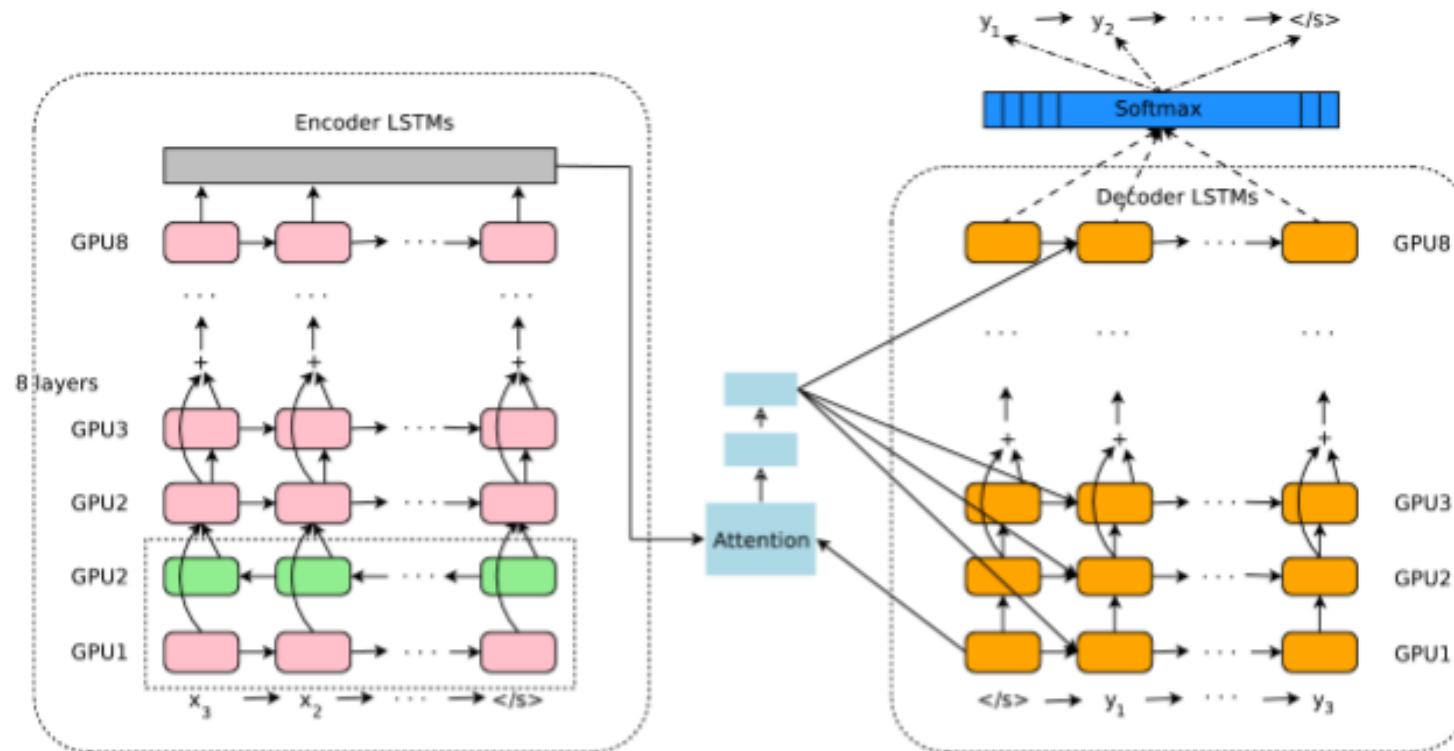 y1 y2 ... </s>
Softmax
Encoder LSTMs
Decoder LSTMs
GPU8 ... GPU8
... ... ... ... ... ...
+ + +
8 layers
GPU3 ...
+ + +
GPU2 ... ... GPU3
Attention
GPU2 ... ... GPU2
GPU1 ... ... GPU1
x3 x2 ... </s> </s> y1 ... y3